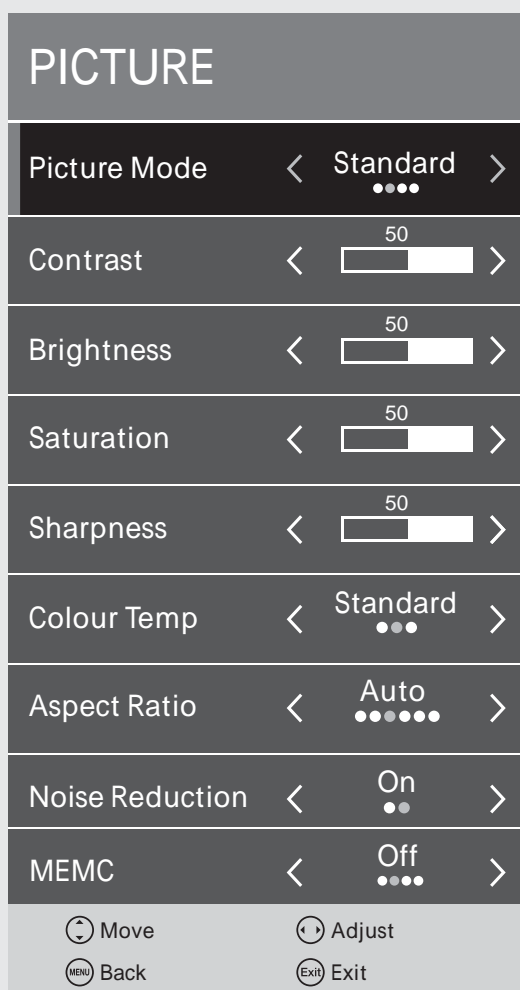 PICTURE
Picture Mode Standard
Contrast 50
Brightness 50
Saturation 50
Sharpness 50
Colour Temp Standard
Aspect Ratio Auto
Noise Reduction On
MEMC Off
Move Adjust
MENU Back Exit Exit